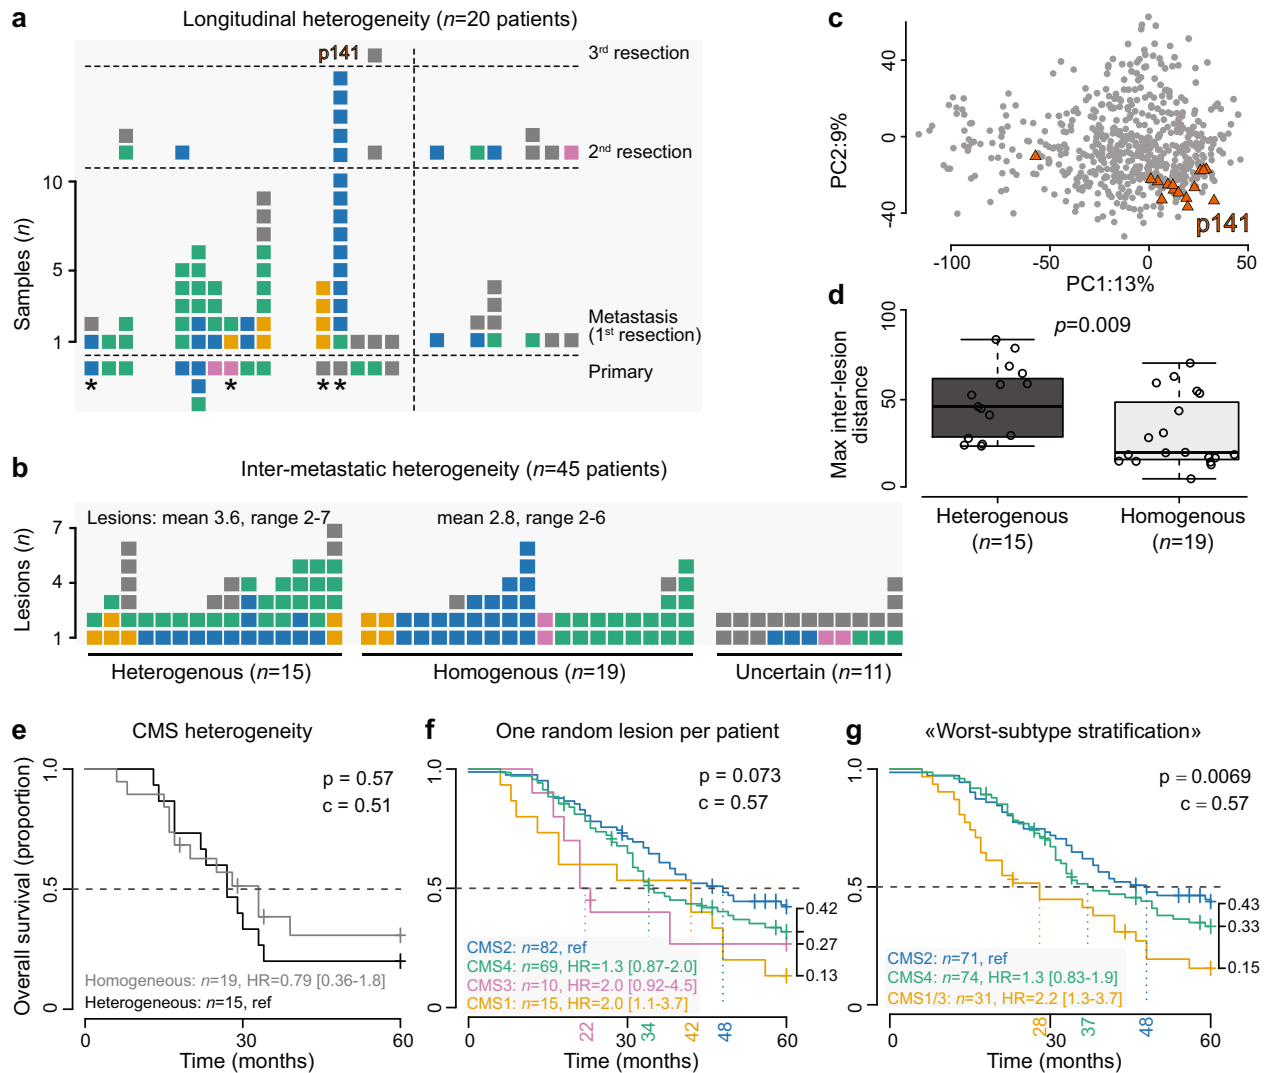 a
Longitudinal heterogeneity (n=20 patients)
p141
3rd resection
2nd resection
Metastasis
(1st resection)
Primary
Samples (n)
10
5
1
* * * *
b
Inter-metastatic heterogeneity (n=45 patients)
Lesions: mean 3.6, range 2-7
mean 2.8, range 2-6
Lesions (n)
7
4
1
Heterogenous (n=15)
Homogenous (n=19)
Uncertain (n=11)
c
PC2:9%
40
0
-40
p141
-100 -50 0 50
PC1:13%
d
p=0.009
Max inter-lesion
distance
100
50
0
Heterogenous
(n=15)
Homogenous
(n=19)
e
CMS heterogeneity
p = 0.57
c = 0.51
Overall survival (proportion)
1.0
0.5
0
Homogeneous: n=19, HR=0.79 [0.36-1.8]
Heterogeneous: n=15, ref
0 30 60
Time (months)
f
One random lesion per patient
p = 0.073
c = 0.57
1.0
0.5
0
0.42
0.27
0.13
CMS2: n=82, ref
CMS4: n=69, HR=1.3 [0.87-2.0]
CMS3: n=10, HR=2.0 [0.92-4.5]
CMS1: n=15, HR=2.0 [1.1-3.7]
22 34 42 48
0 30 60
Time (months)
g
«Worst-subtype stratification»
p = 0.0069
c = 0.57
1.0
0.5
0
0.43
0.33
0.15
CMS2: n=71, ref
CMS4: n=74, HR=1.3 [0.83-1.9]
CMS1/3: n=31, HR=2.2 [1.3-3.7]
28 37 48
0 30 60
Time (months)